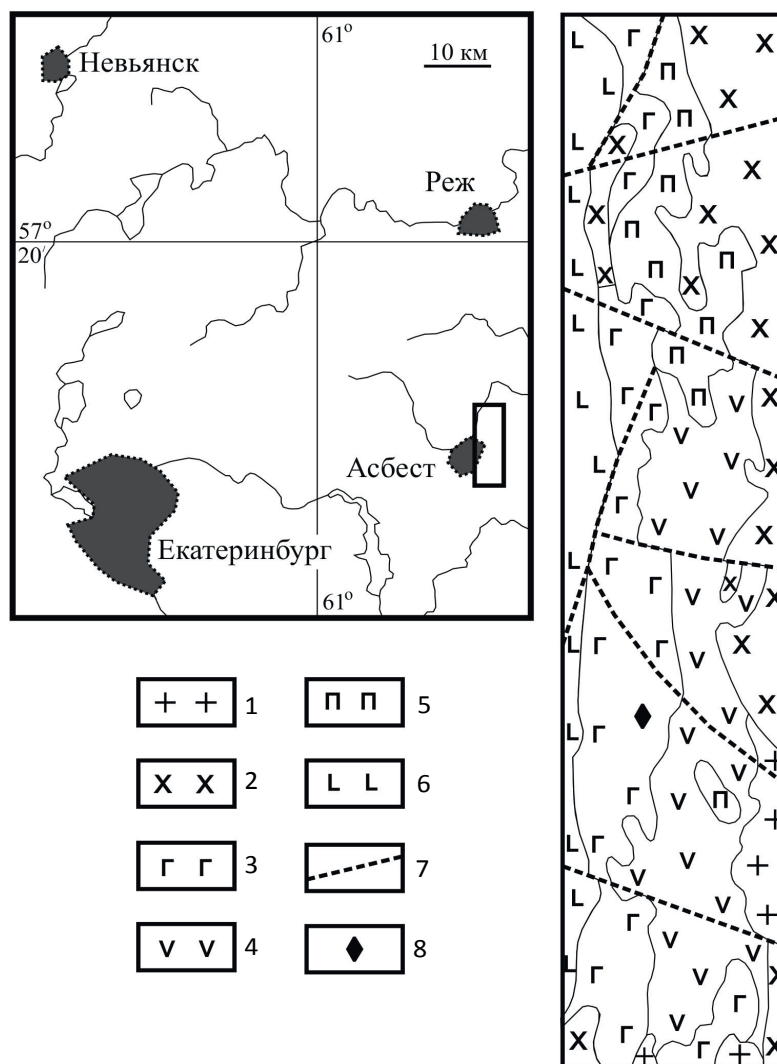 61°
10 км
Невьянск
Реж
57°
20'
Асбест
Екатеринбург
61°
+ + 1
х х 2
Г Г 3
V V 4
П П 5
L L 6
7
8